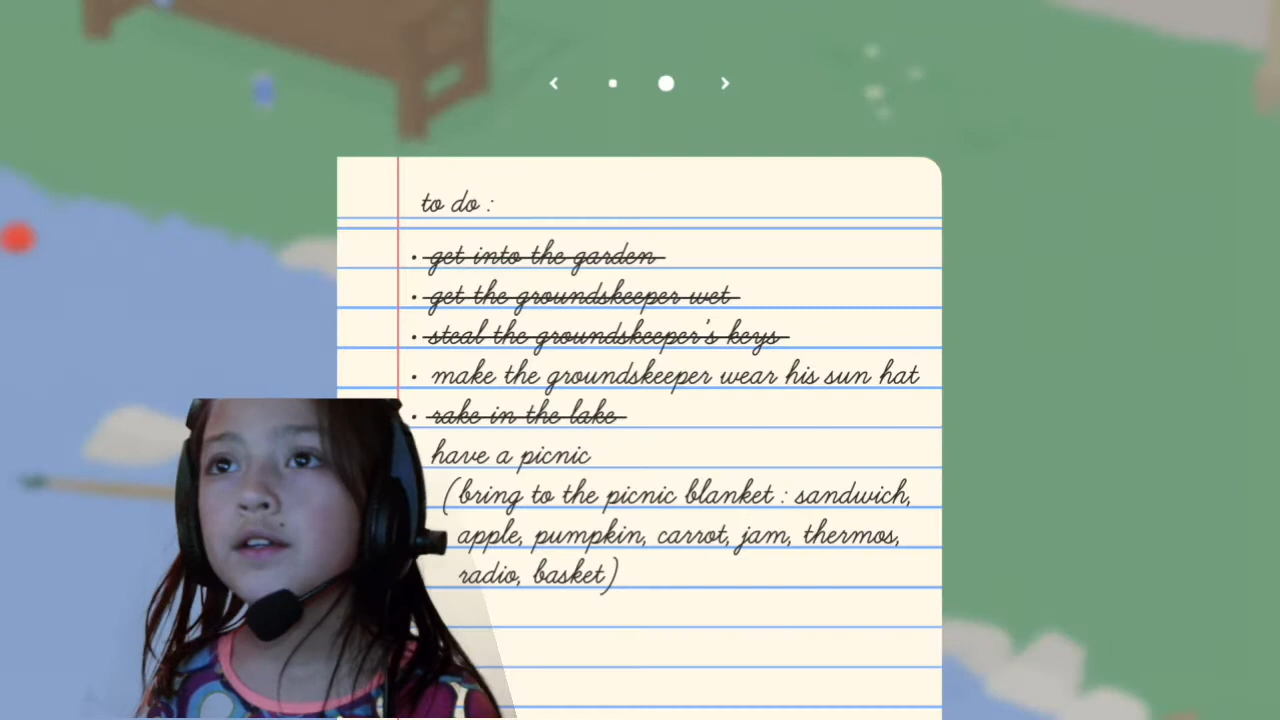 to do :
• get into the garden
• get the groundskeeper wet
• steal the groundskeeper's keys
• make the groundskeeper wear his sun hat
• rake in the lake
have a picnic
(bring to the picnic blanket : sandwich,
apple, pumpkin, carrot, jam, thermos,
radio, basket)